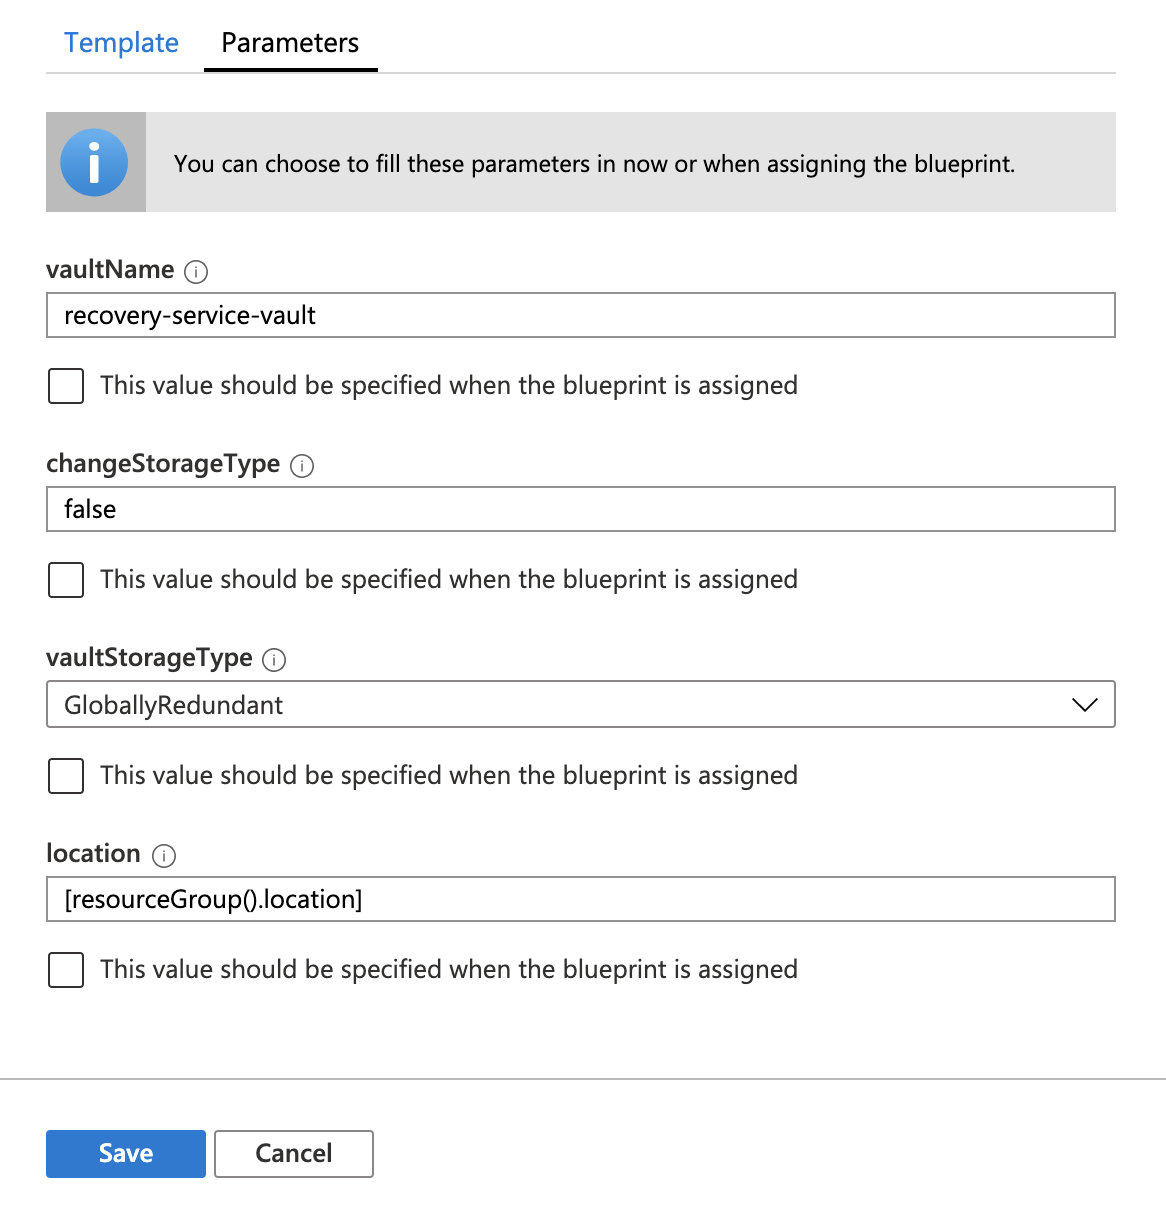 Template Parameters
You can choose to fill these parameters in now or when assigning the blueprint.
vaultName
recovery-service-vault
This value should be specified when the blueprint is assigned
changeStorageType
false
This value should be specified when the blueprint is assigned
vaultStorageType
GloballyRedundant
This value should be specified when the blueprint is assigned
location
[resourceGroup().location]
This value should be specified when the blueprint is assigned
Save Cancel